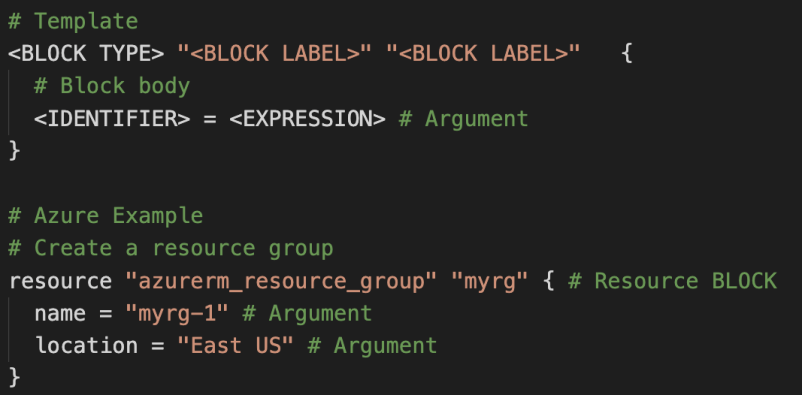 # Template
<BLOCK TYPE> "<BLOCK LABEL>" "<BLOCK LABEL>" {
# Block body
<IDENTIFIER> = <EXPRESSION> # Argument
}
# Azure Example
# Create a resource group
resource "azurerm_resource_group" "myrg" { # Resource BLOCK
name = "myrg-1" # Argument
location = "East US" # Argument
}